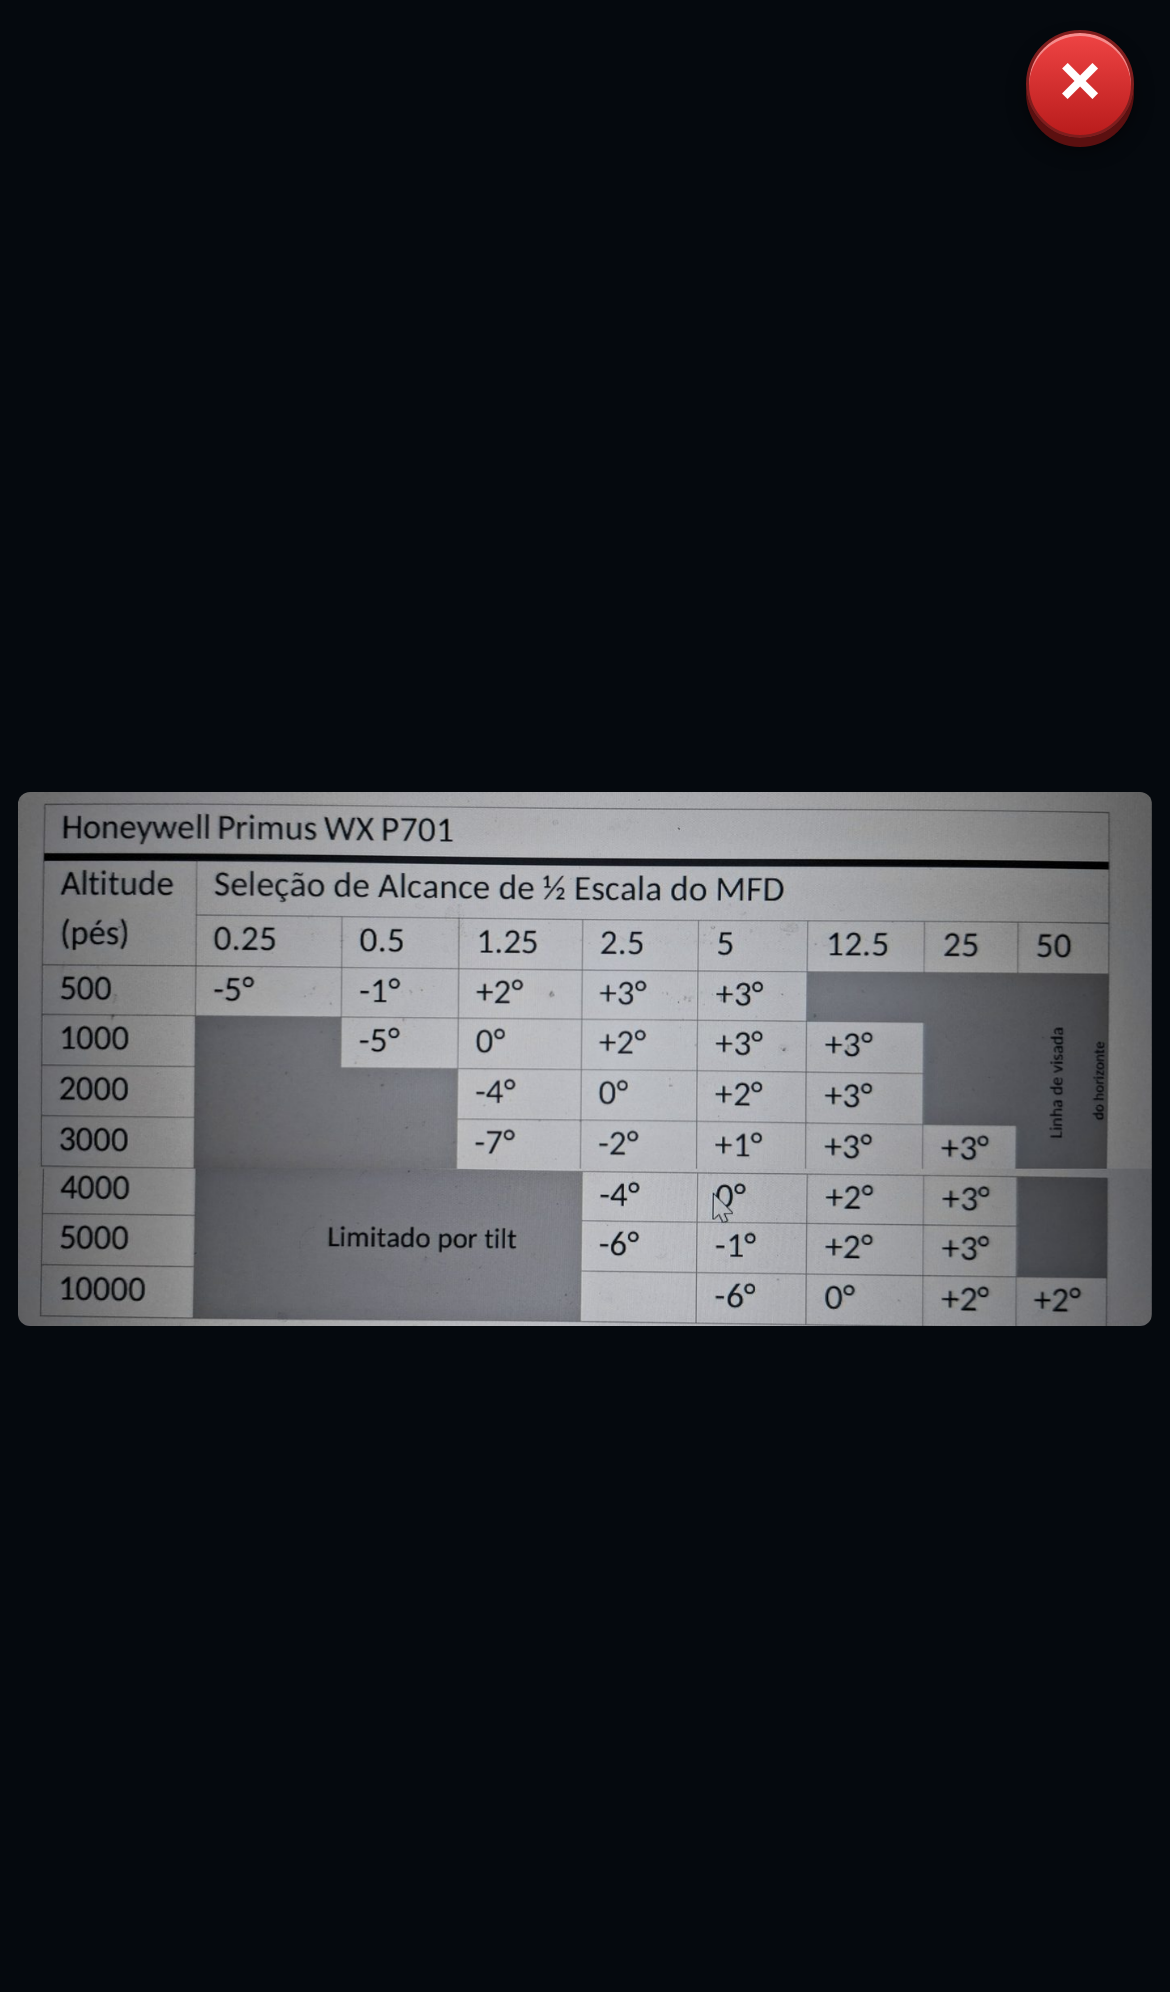 Honeywell Primus WX P701
Altitude (pés) Seleção de Alcance de ½ Escala do MFD
0.25 0.5 1.25 2.5 5 12.5 25 50
500 -5° -1° +2° +3° +3°
1000 -5° 0° +2° +3° +3°
2000 -4° 0° +2° +3°
3000 -7° -2° +1° +3° +3°
Linha de visada
do horizonte
4000 -4° 0° +2° +3°
5000 -6° -1° +2° +3°
Limitado por tilt
10000 -6° 0° +2° +2°